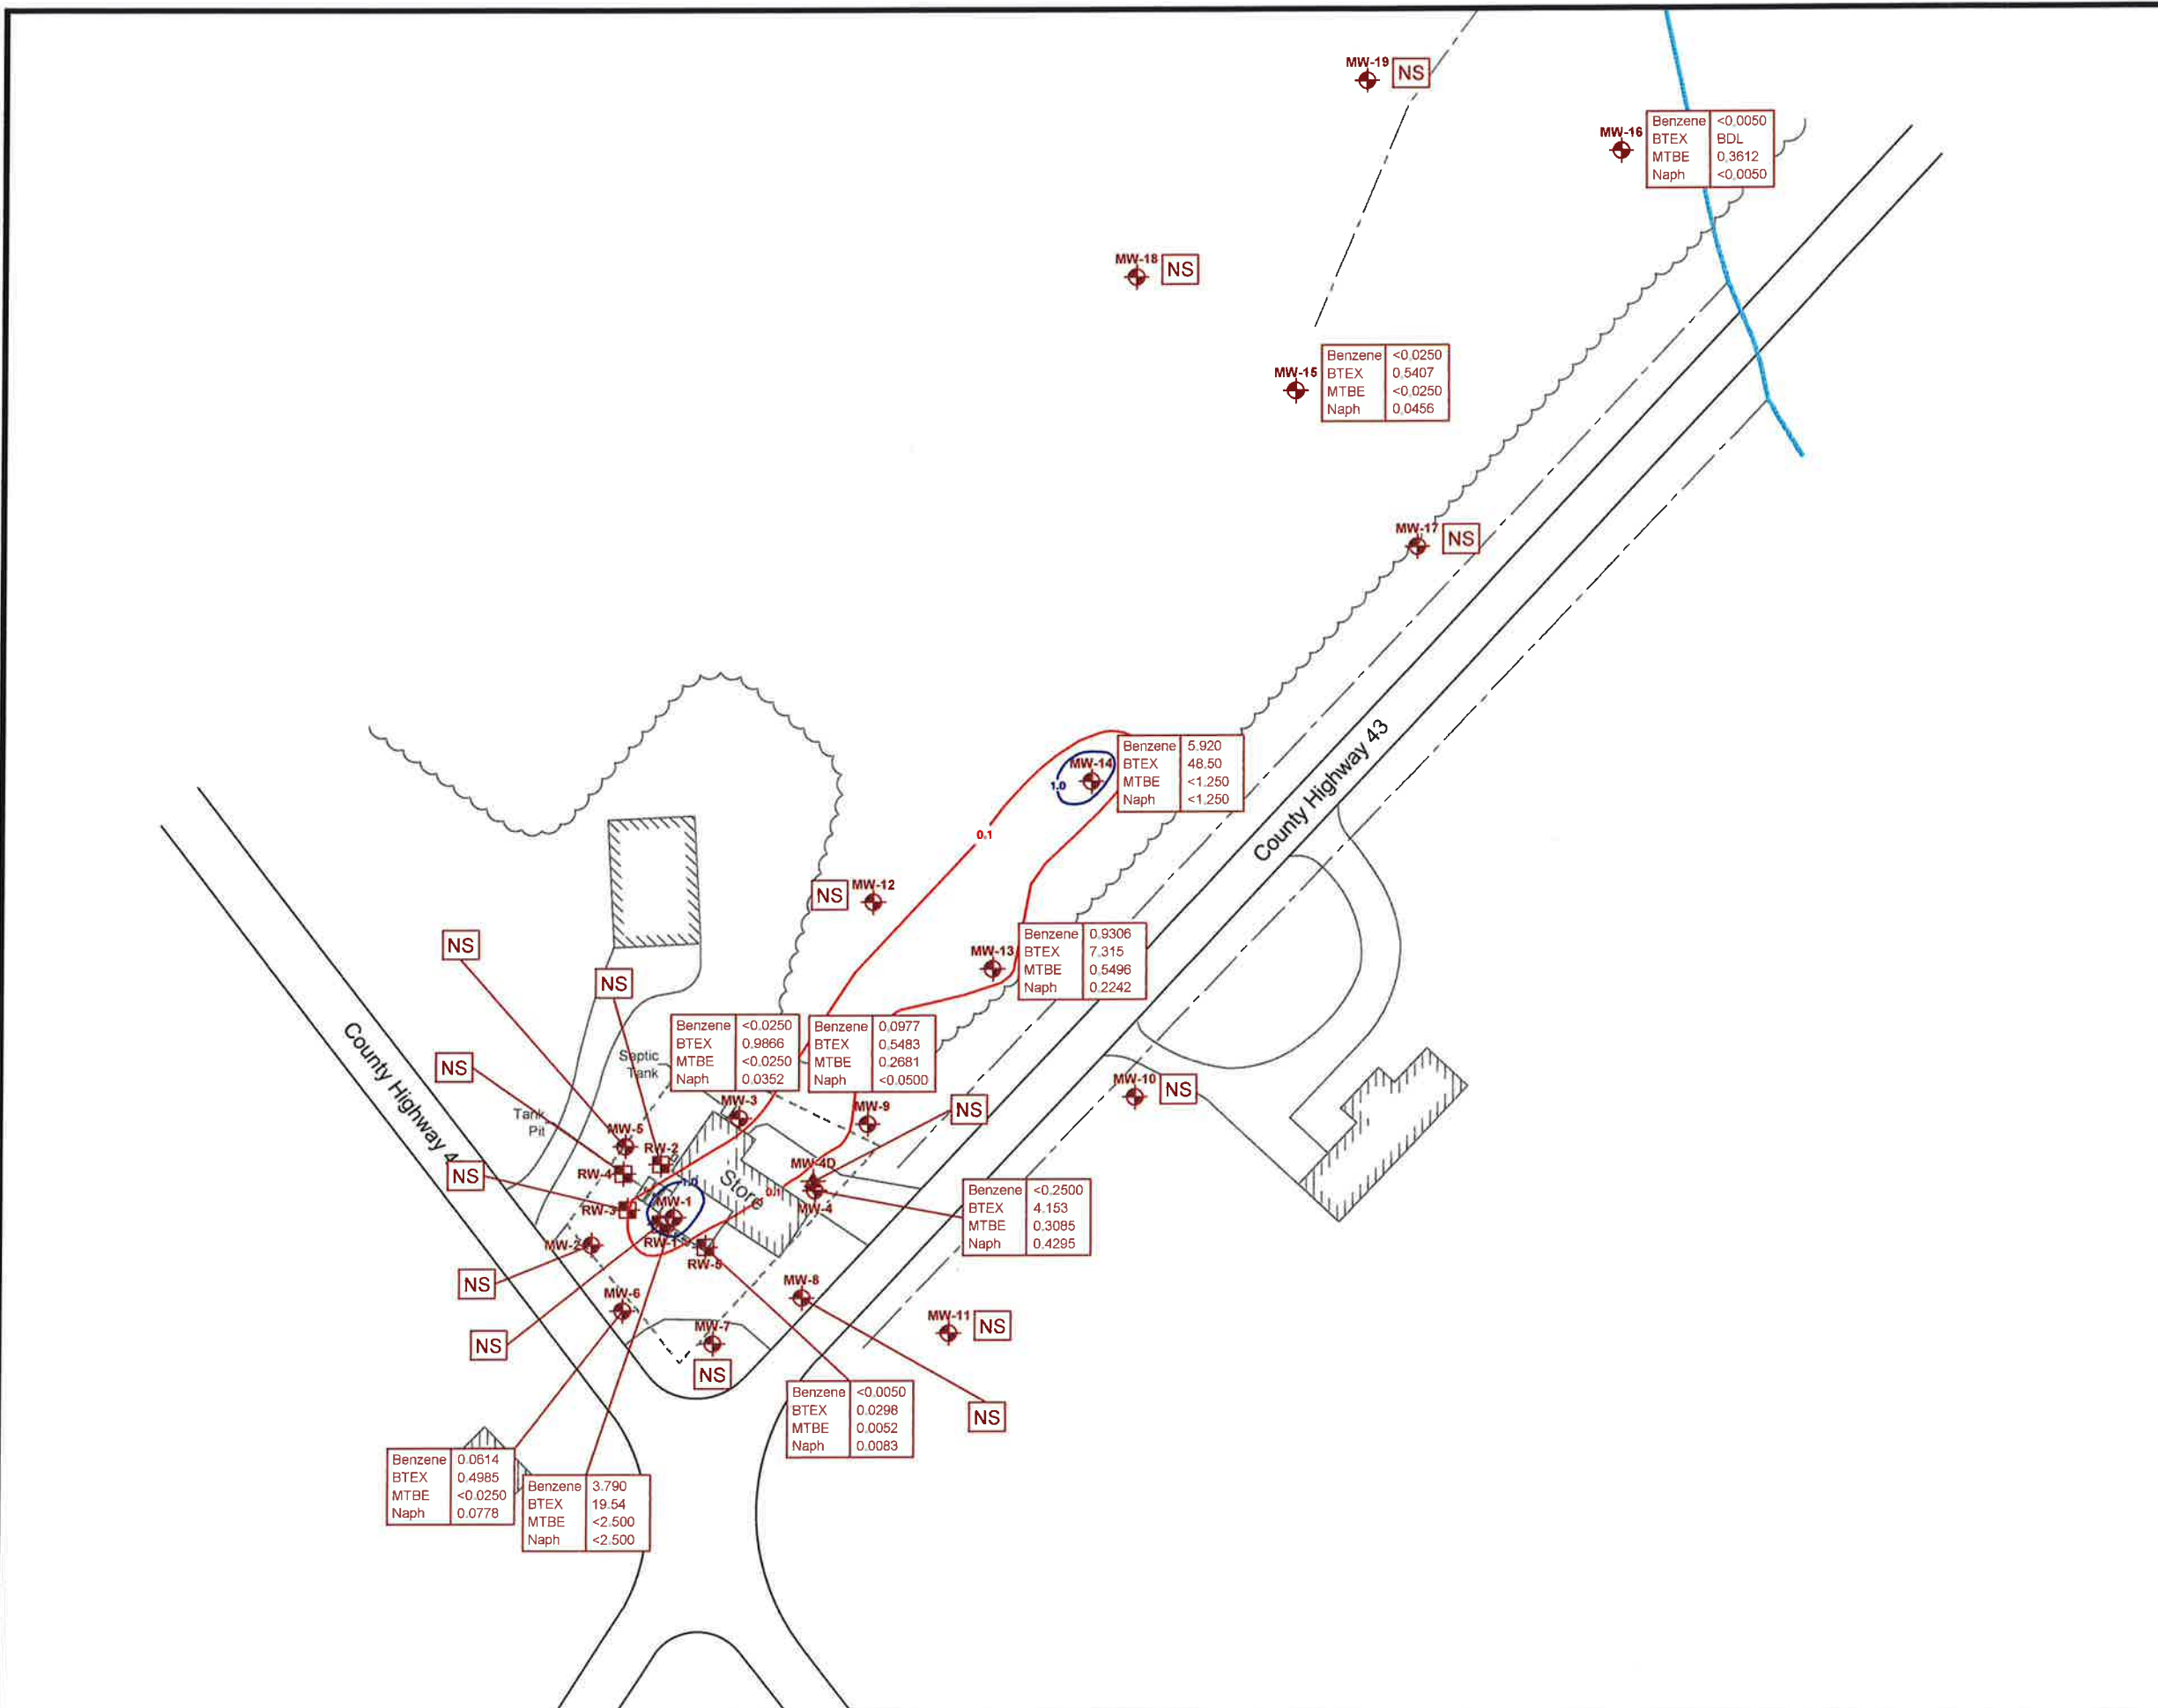 MW-19 NS
MW-16
Benzene <0.0050
BTEX BDL
MTBE 0.3612
Naph <0.0050
MW-18 NS
MW-15
Benzene <0.0250
BTEX 0.5407
MTBE <0.0250
Naph 0.0456
MW-17 NS
County Highway 43
MW-14
1.0
Benzene 5.920
BTEX 48.50
MTBE <1.250
Naph <1.250
0.1
NS MW-12
MW-13
Benzene 0.9306
BTEX 7.315
MTBE 0.5496
Naph 0.2242
NS
NS
County Highway 4
NS
Septic
Tank
Benzene <0.0250
BTEX 0.9866
MTBE <0.0250
Naph 0.0352
Benzene 0.0977
BTEX 0.5483
MTBE 0.2681
Naph <0.0500
MW-10 NS
MW-3
MW-9
NS
Tank
Pit
MW-5
RW-2
RW-4
NS
MW-4D
1.0
Store
0.1
MW-1
RW-3
MW-4
Benzene <0.2500
BTEX 4.153
MTBE 0.3085
Naph 0.4295
MW-2
RW-1
RW-5
NS
MW-6
MW-8
MW-7
MW-11 NS
NS
NS
NS
Benzene <0.0050
BTEX 0.0298
MTBE 0.0052
Naph 0.0083
Benzene 0.0614
BTEX 0.4985
MTBE <0.0250
Naph 0.0778
Benzene 3.790
BTEX 19.54
MTBE <2.500
Naph <2.500